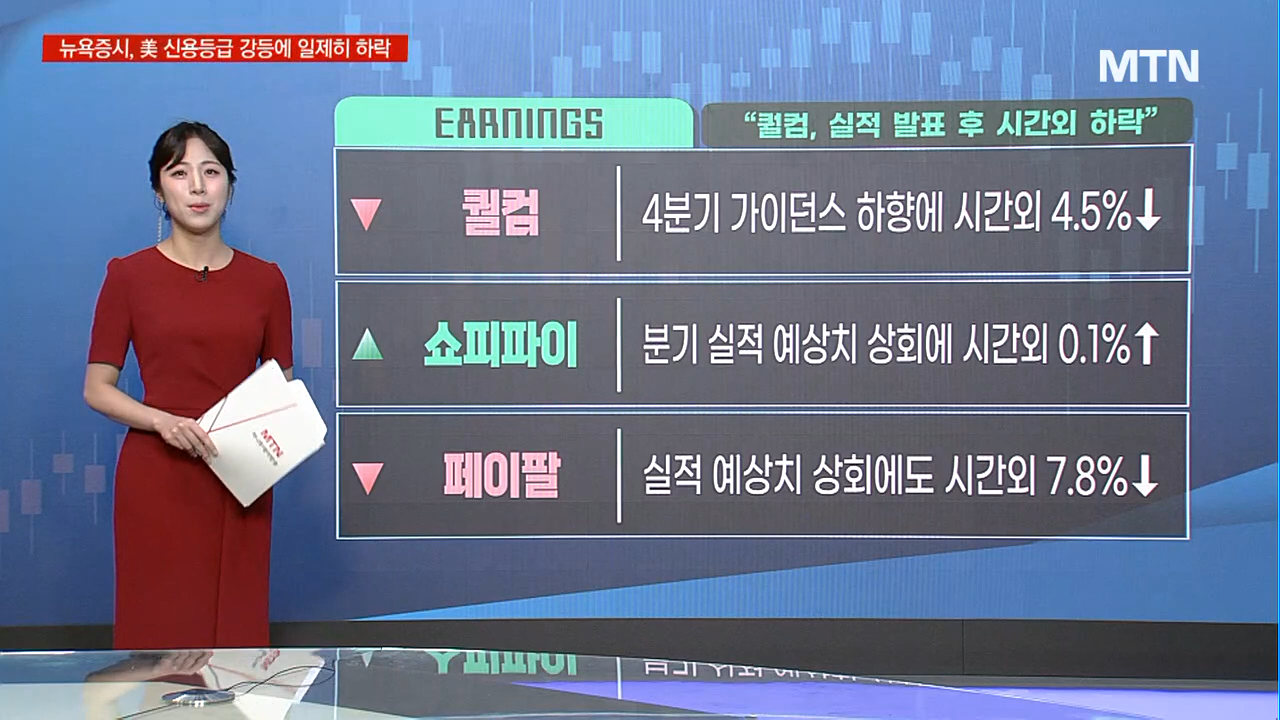 뉴욕증시, 美 신용등급 강등에 일제히 하락
MTN
EARNINGS
“퀄컴, 실적 발표 후 시간외 하락”
퀄컴
4분기 가이던스 하향에 시간외 4.5%↓
쇼피파이
분기 실적 예상치 상회에 시간외 0.1%↑
페이팔
실적 예상치 상회에도 시간외 7.8%↓
MTN